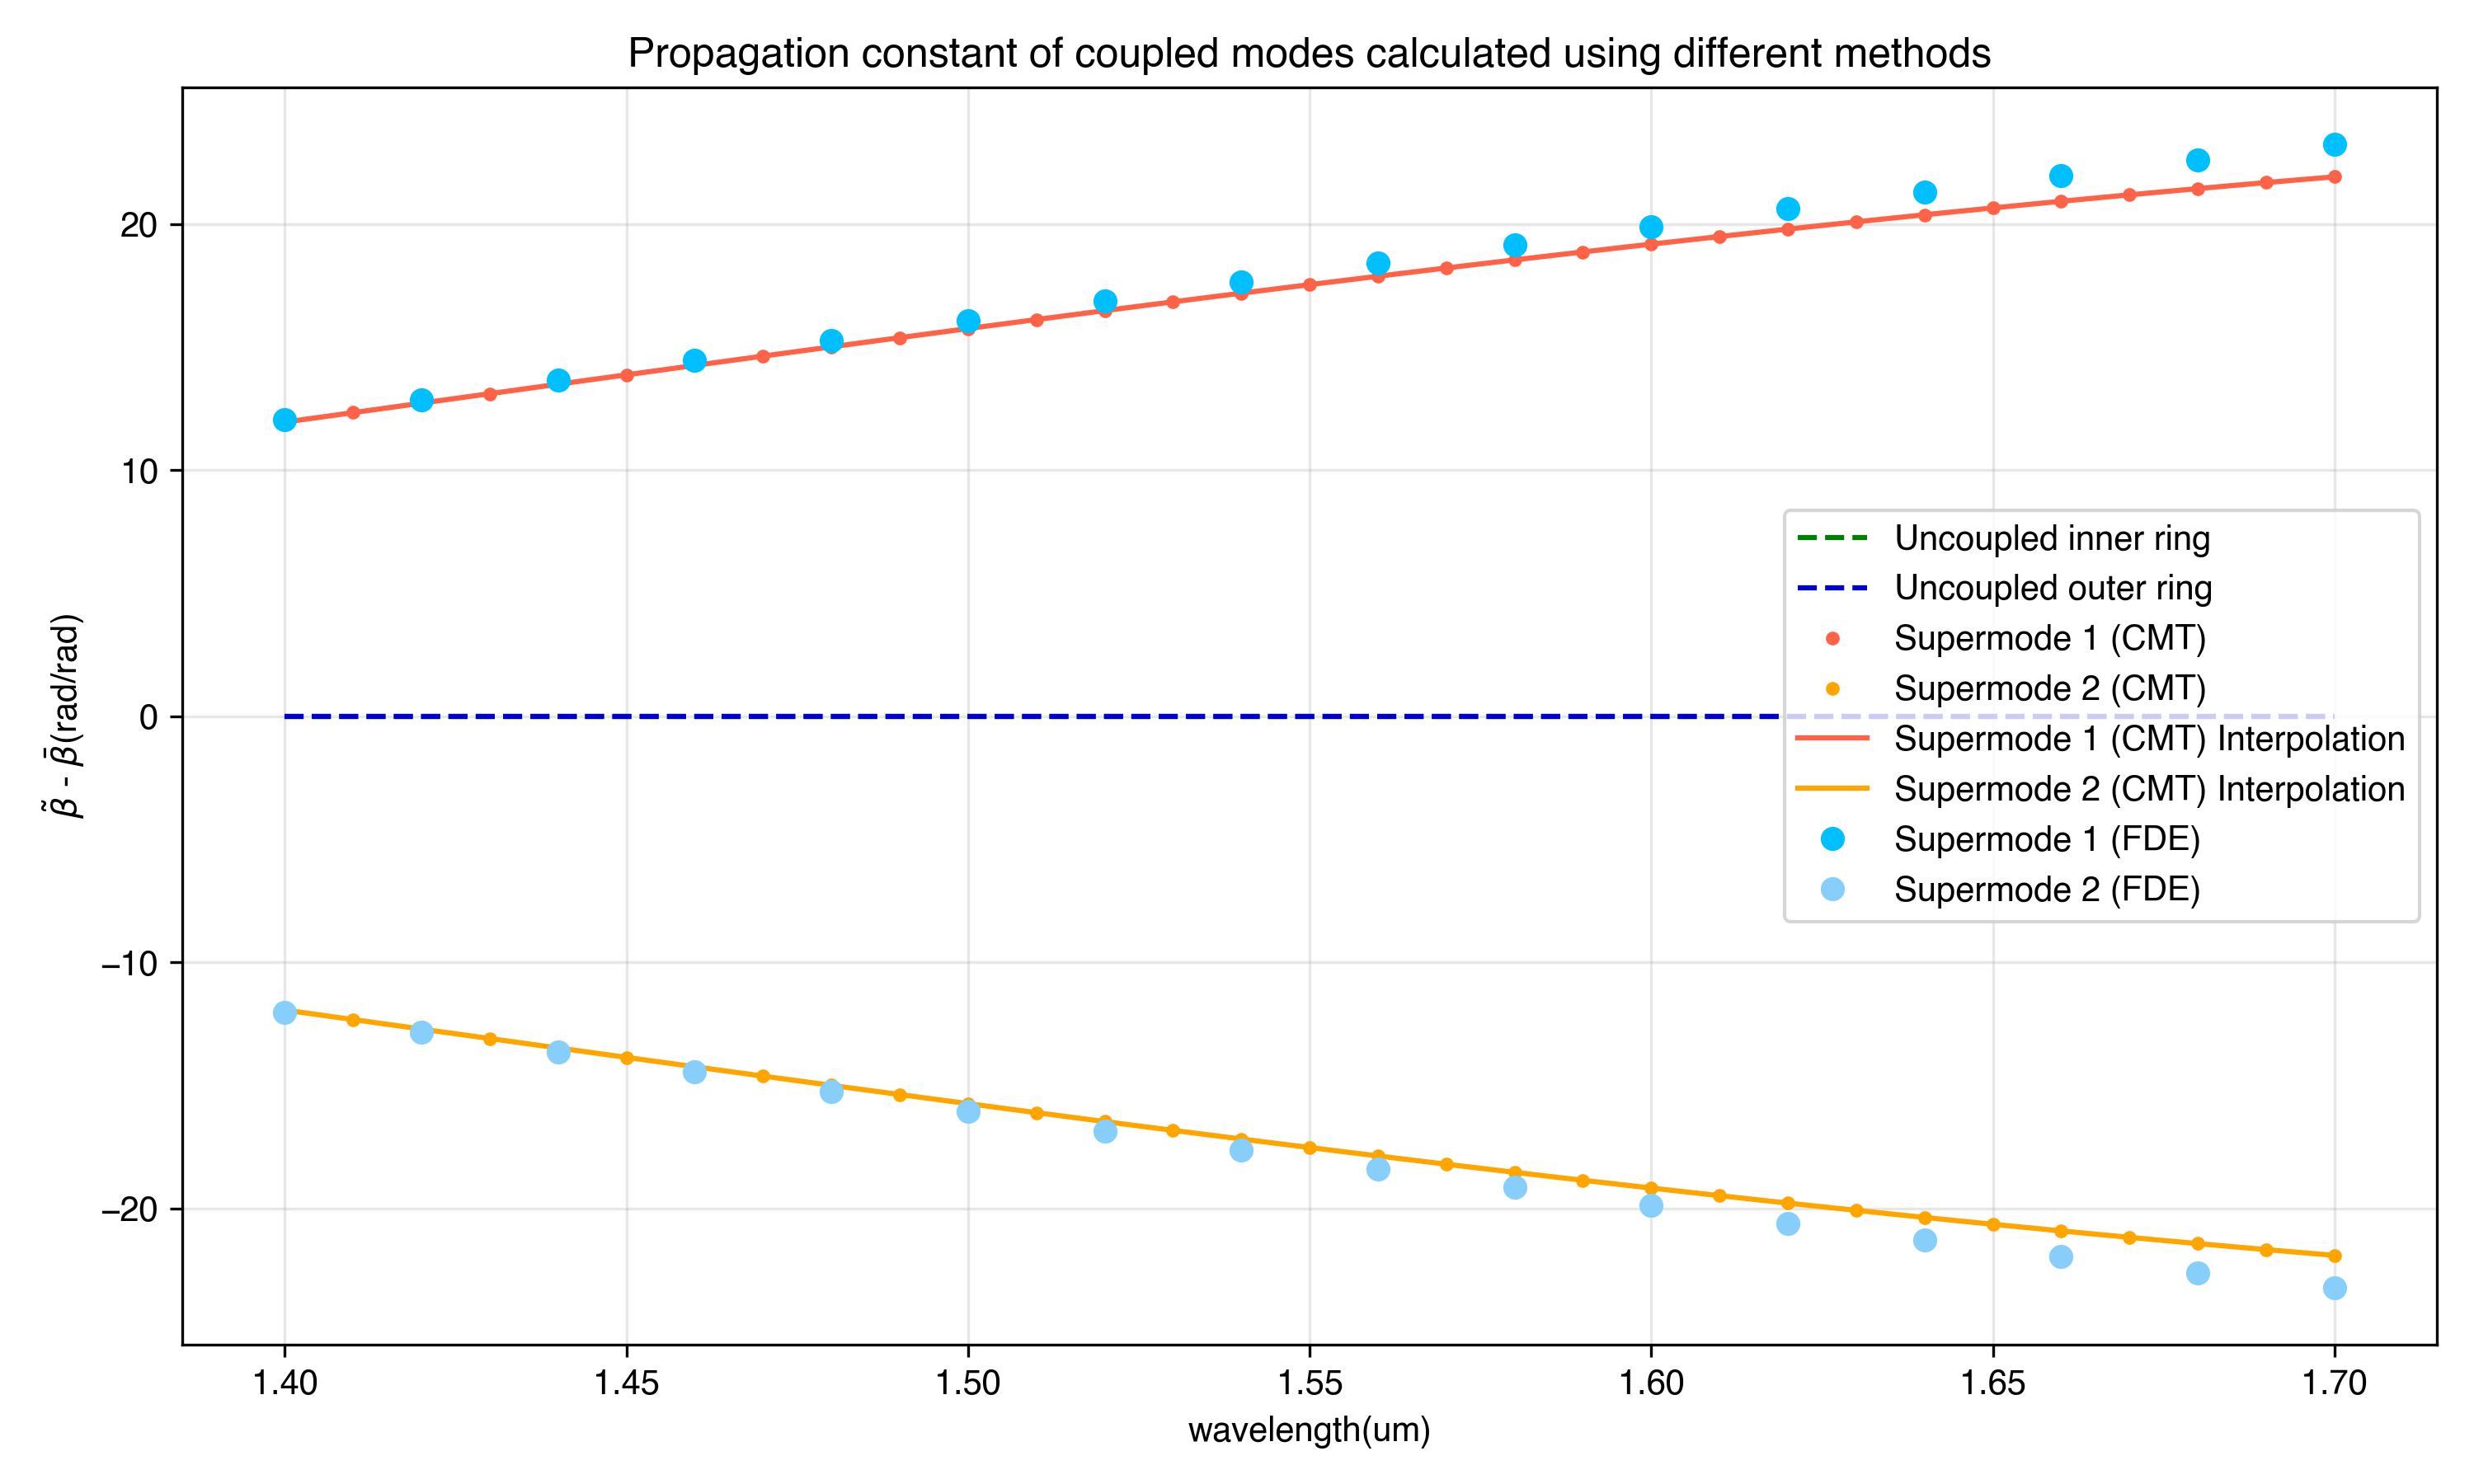 Propagation constant of coupled modes calculated using different methods
β̃ - β̄(rad/rad)
20
10
0
−10
−20
Uncoupled inner ring
Uncoupled outer ring
Supermode 1 (CMT)
Supermode 2 (CMT)
Supermode 1 (CMT) Interpolation
Supermode 2 (CMT) Interpolation
Supermode 1 (FDE)
Supermode 2 (FDE)
1.40 1.45 1.50 1.55 1.60 1.65 1.70
wavelength(um)